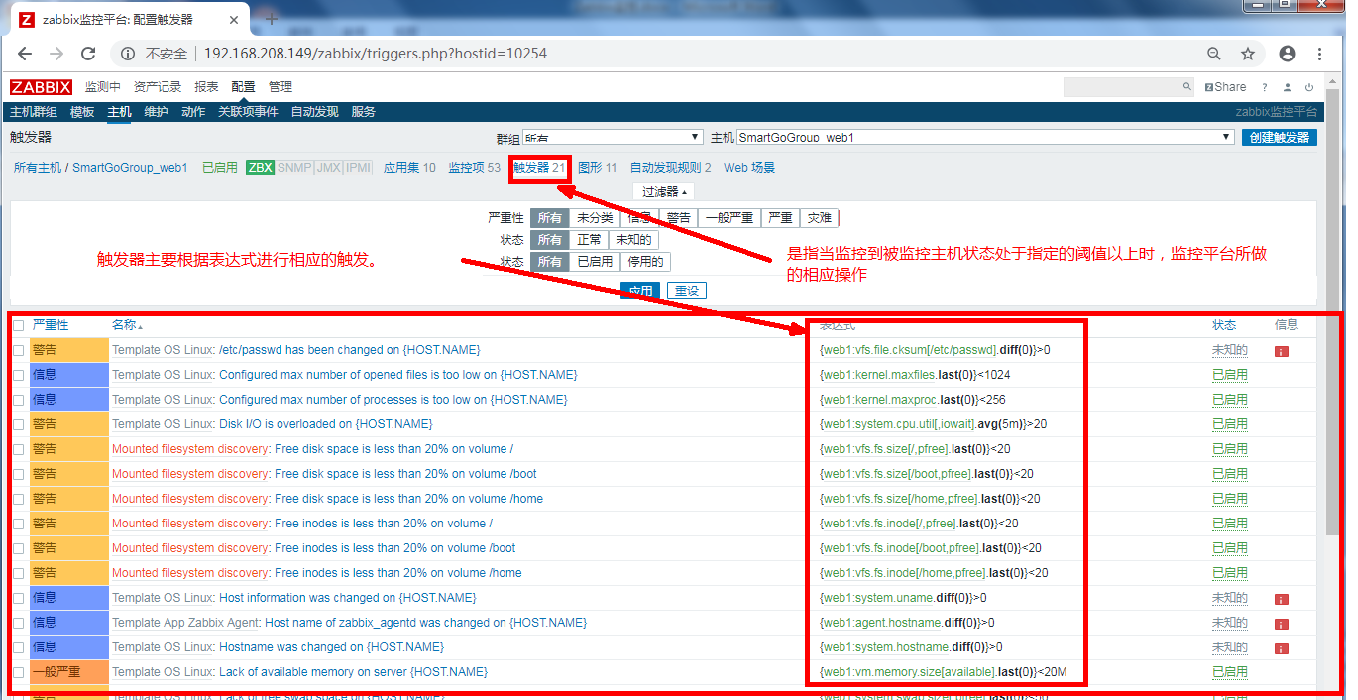 zabbix监控平台: 配置触发器
不安全 192.168.208.149/zabbix/triggers.php?hostid=10254
ZABBIX 监测中 资产记录 报表 配置 管理 Share ?
主机群组 模板 主机 维护 动作 关联项事件 自动发现 服务 zabbix监控平台
触发器 群组 所有 主机 SmartGoGroup_web1 创建触发器
所有主机 / SmartGoGroup_web1 已启用 ZBX SNMP JMX IPMI 应用集 10 监控项 53 触发器 21 图形 11 自动发现规则 2 Web 场景
过滤器
严重性 所有 未分类 信息 警告 一般严重 严重 灾难
状态 所有 正常 未知的
状态 所有 已启用 停用的
应用 重设
触发器主要根据表达式进行相应的触发。
是指当监控到被监控主机状态处于指定的阈值以上时，监控平台所做
的相应操作
严重性 名称 表达式 状态 信息
警告 Template OS Linux: /etc/passwd has been changed on {HOST.NAME} {web1:vfs.file.cksum[/etc/passwd].diff(0)}>0 未知的
信息 Template OS Linux: Configured max number of opened files is too low on {HOST.NAME} {web1:kernel.maxfiles.last(0)}<1024 已启用
信息 Template OS Linux: Configured max number of processes is too low on {HOST.NAME} {web1:kernel.maxproc.last(0)}<256 已启用
警告 Template OS Linux: Disk I/O is overloaded on {HOST.NAME} {web1:system.cpu.util[,iowait].avg(5m)}>20 已启用
警告 Mounted filesystem discovery: Free disk space is less than 20% on volume / {web1:vfs.fs.size[/,pfree].last(0)}<20 已启用
警告 Mounted filesystem discovery: Free disk space is less than 20% on volume /boot {web1:vfs.fs.size[/boot,pfree].last(0)}<20 已启用
警告 Mounted filesystem discovery: Free disk space is less than 20% on volume /home {web1:vfs.fs.size[/home,pfree].last(0)}<20 已启用
警告 Mounted filesystem discovery: Free inodes is less than 20% on volume / {web1:vfs.fs.inode[/,pfree].last(0)}<20 已启用
警告 Mounted filesystem discovery: Free inodes is less than 20% on volume /boot {web1:vfs.fs.inode[/boot,pfree].last(0)}<20 已启用
警告 Mounted filesystem discovery: Free inodes is less than 20% on volume /home {web1:vfs.fs.inode[/home,pfree].last(0)}<20 已启用
信息 Template OS Linux: Host information was changed on {HOST.NAME} {web1:system.uname.diff(0)}>0 未知的
信息 Template App Zabbix Agent: Host name of zabbix_agentd was changed on {HOST.NAME} {web1:agent.hostname.diff(0)}>0 未知的
信息 Template OS Linux: Hostname was changed on {HOST.NAME} {web1:system.hostname.diff(0)}>0 未知的
一般严重 Template OS Linux: Lack of available memory on server {HOST.NAME} {web1:vm.memory.size[available].last(0)}<20M 已启用
警告 Template OS Linux: Lack of free swap space on {HOST.NAME}